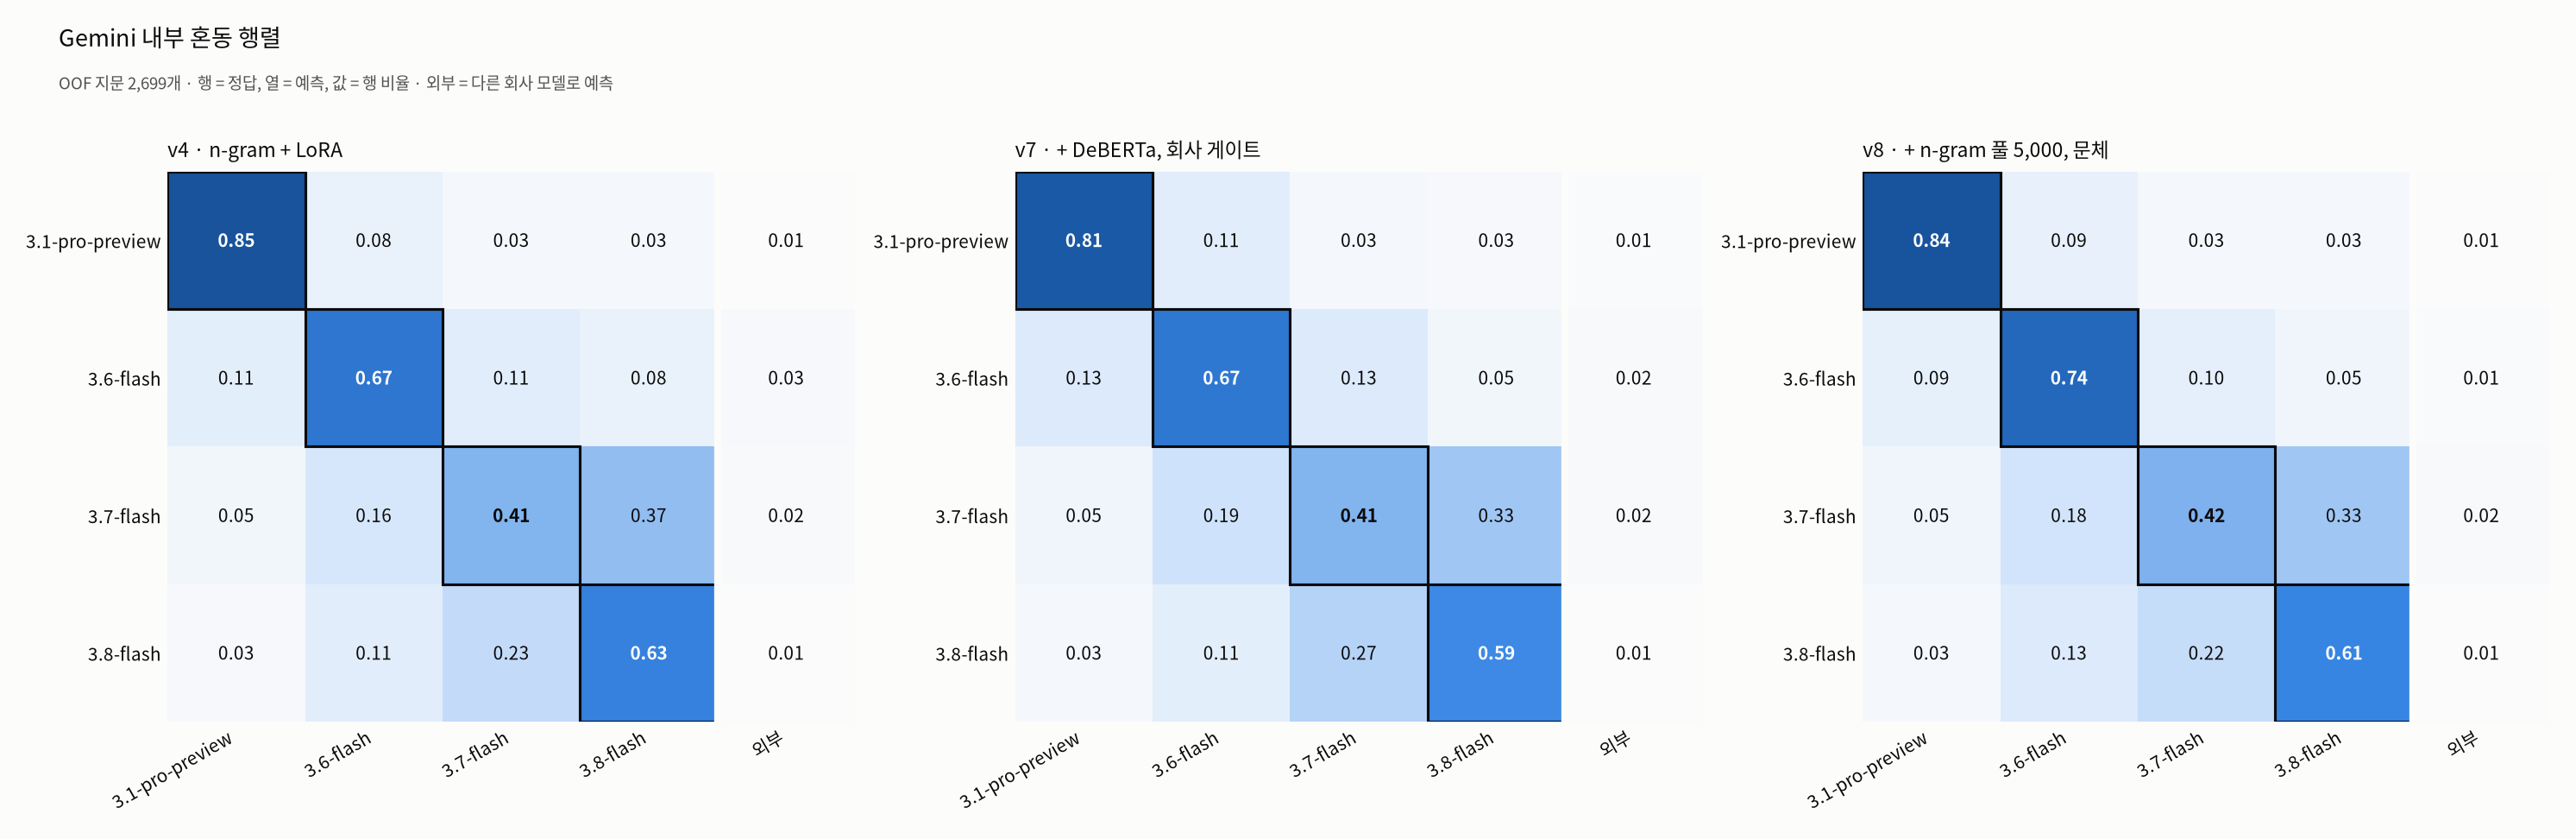 Gemini 내부 혼동 행렬
OOF 지문 2,699개 · 행 = 정답, 열 = 예측, 값 = 행 비율 · 외부 = 다른 회사 모델로 예측
v4 · n-gram + LoRA
3.1-pro-preview 0.85 0.08 0.03 0.03 0.01
3.6-flash 0.11 0.67 0.11 0.08 0.03
3.7-flash 0.05 0.16 0.41 0.37 0.02
3.8-flash 0.03 0.11 0.23 0.63 0.01
3.1-pro-preview 3.6-flash 3.7-flash 3.8-flash 외부
v7 · + DeBERTa, 회사 게이트
3.1-pro-preview 0.81 0.11 0.03 0.03 0.01
3.6-flash 0.13 0.67 0.13 0.05 0.02
3.7-flash 0.05 0.19 0.41 0.33 0.02
3.8-flash 0.03 0.11 0.27 0.59 0.01
3.1-pro-preview 3.6-flash 3.7-flash 3.8-flash 외부
v8 · + n-gram 풀 5,000, 문체
3.1-pro-preview 0.84 0.09 0.03 0.03 0.01
3.6-flash 0.09 0.74 0.10 0.05 0.01
3.7-flash 0.05 0.18 0.42 0.33 0.02
3.8-flash 0.03 0.13 0.22 0.61 0.01
3.1-pro-preview 3.6-flash 3.7-flash 3.8-flash 외부